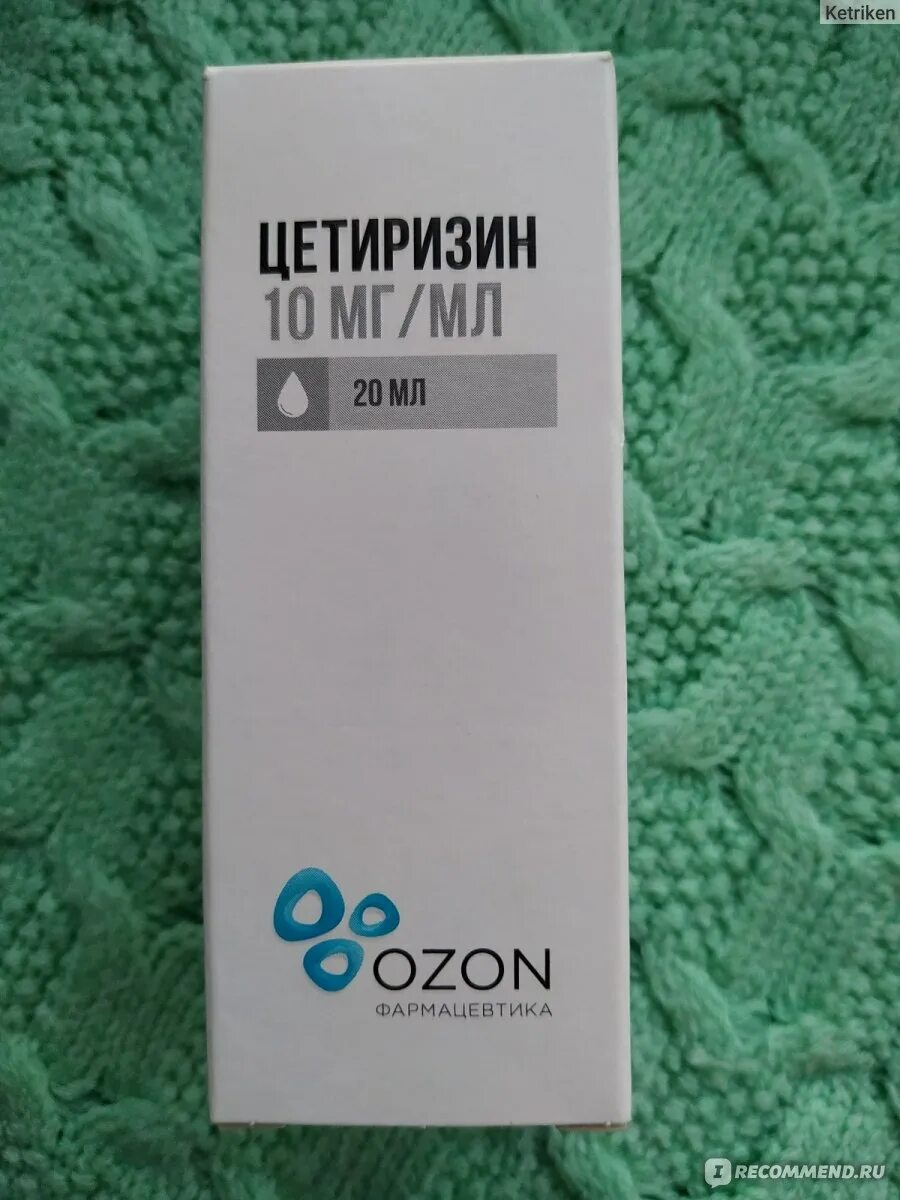 Ketriken
ЦЕТИРИЗИН
10 МГ/МЛ
20 МЛ
OZON
ФАРМАЦЕВТИКА
I RECOMMEND.RU